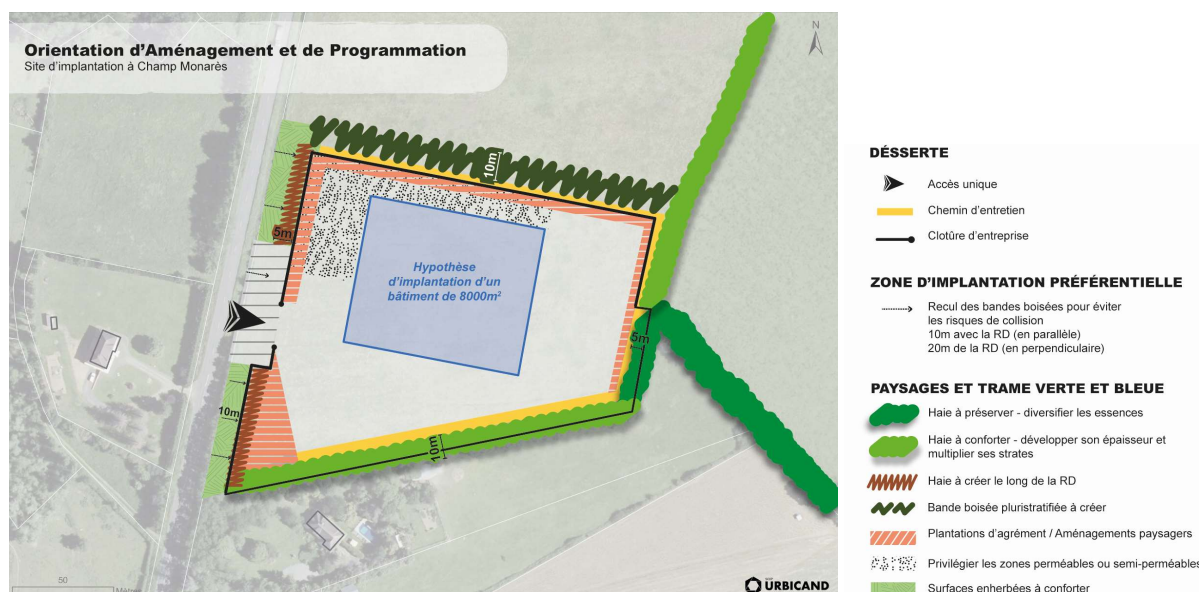 Orientation d'Aménagement et de Programmation
Site d'implantation à Champ Monarès
N
10m
5m
Hypothèse
d'implantation d'un
bâtiment de 8000m²
5m
10m
10m
50
Mètres
URBICAND
DÉSSERTE
Accès unique
Chemin d'entretien
Clotûre d'entreprise
ZONE D'IMPLANTATION PRÉFÉRENTIELLE
Recul des bandes boisées pour éviter
les risques de collision
10m avec la RD (en parallèle)
20m de la RD (en perpendiculaire)
PAYSAGES ET TRAME VERTE ET BLEUE
Haie à préserver - diversifier les essences
Haie à conforter - développer son épaisseur et
multiplier ses strates
Haie à créer le long de la RD
Bande boisée pluristratifiée à créer
Plantations d'agrément / Aménagements paysagers
Privilégier les zones perméables ou semi-perméables
Surfaces enherbées à conforter